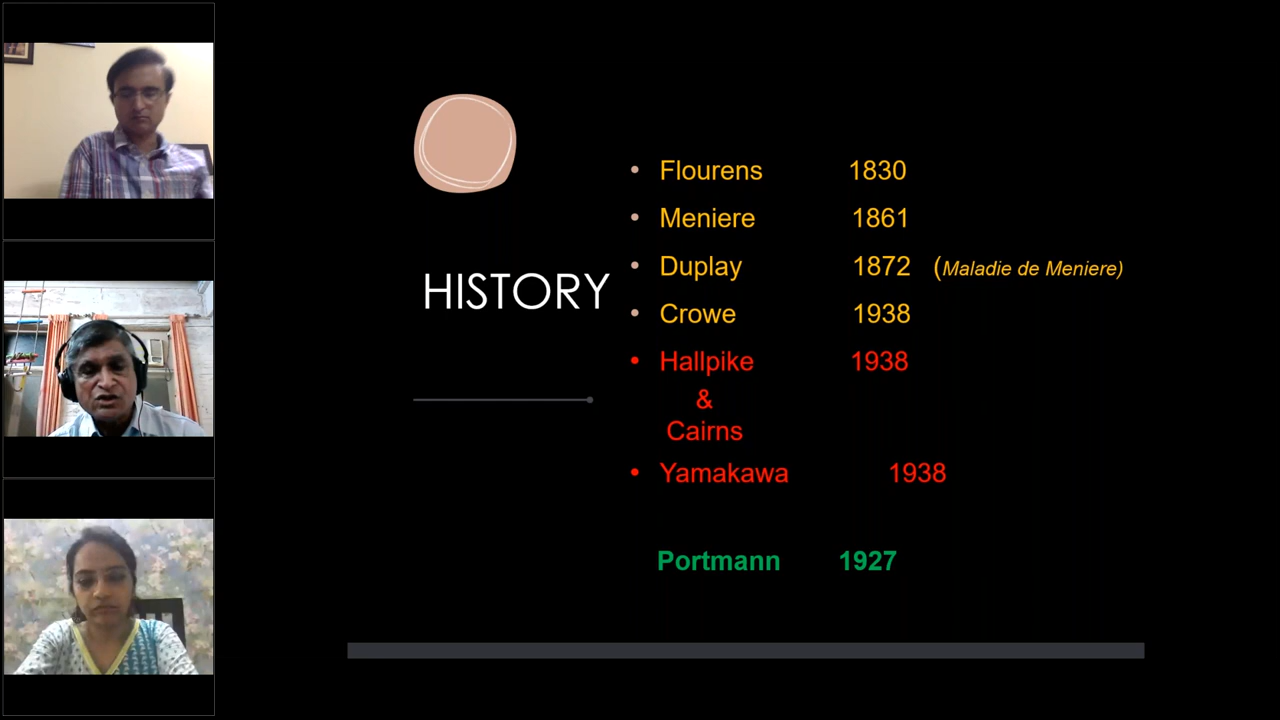 HISTORY
• Flourens 1830
• Meniere 1861
• Duplay 1872 (Maladie de Meniere)
• Crowe 1938
• Hallpike 1938
&
Cairns
• Yamakawa 1938
Portmann 1927